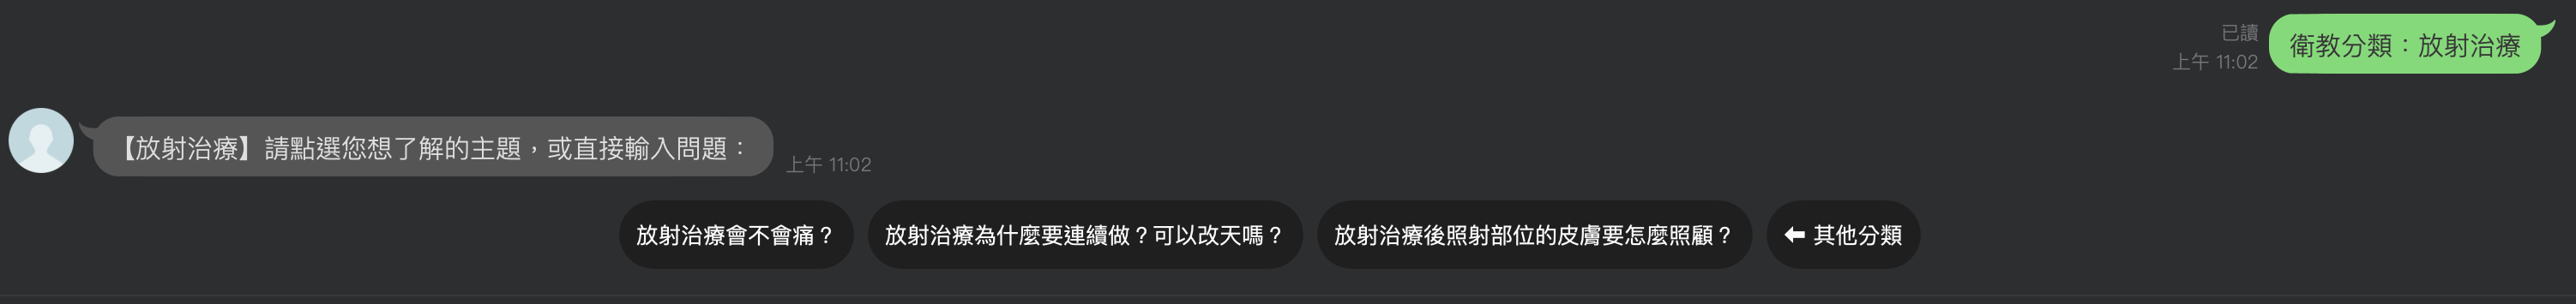 已讀
上午 11:02
衛教分類：放射治療
【放射治療】請點選您想了解的主題，或直接輸入問題：
上午 11:02
放射治療會不會痛？
放射治療為什麼要連續做？可以改天嗎？
放射治療後照射部位的皮膚要怎麼照顧？
⬅ 其他分類